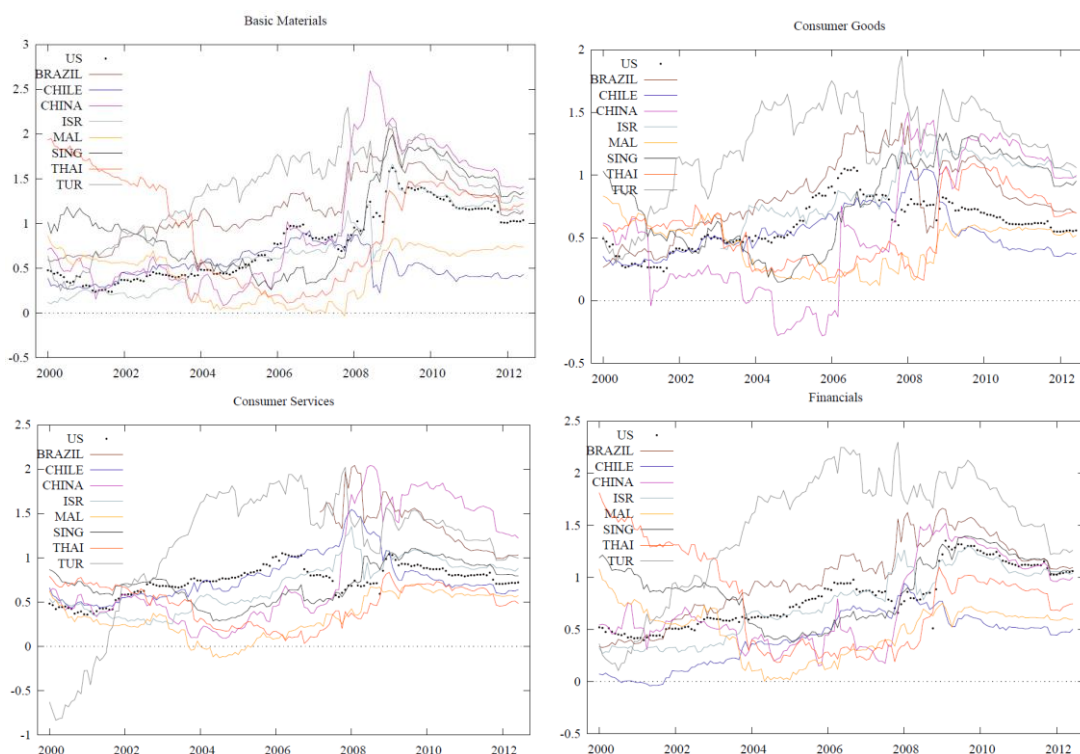 Basic Materials
3
2.5
2
1.5
1
0.5
0
-0.5
US
BRAZIL
CHILE
CHINA
ISR
MAL
SING
THAI
TUR
2000
2002
2004
2006
2008
2010
2012
Consumer Goods
2
1.5
1
0.5
0
-0.5
US
BRAZIL
CHILE
CHINA
ISR
MAL
SING
THAI
TUR
2000
2002
2004
2006
2008
2010
2012
Consumer Services
2.5
2
1.5
1
0.5
0
-0.5
-1
US
BRAZIL
CHILE
CHINA
ISR
MAL
SING
THAI
TUR
2000
2002
2004
2006
2008
2010
2012
Financials
2.5
2
1.5
1
0.5
0
-0.5
US
BRAZIL
CHILE
CHINA
ISR
MAL
SING
THAI
TUR
2000
2002
2004
2006
2008
2010
2012